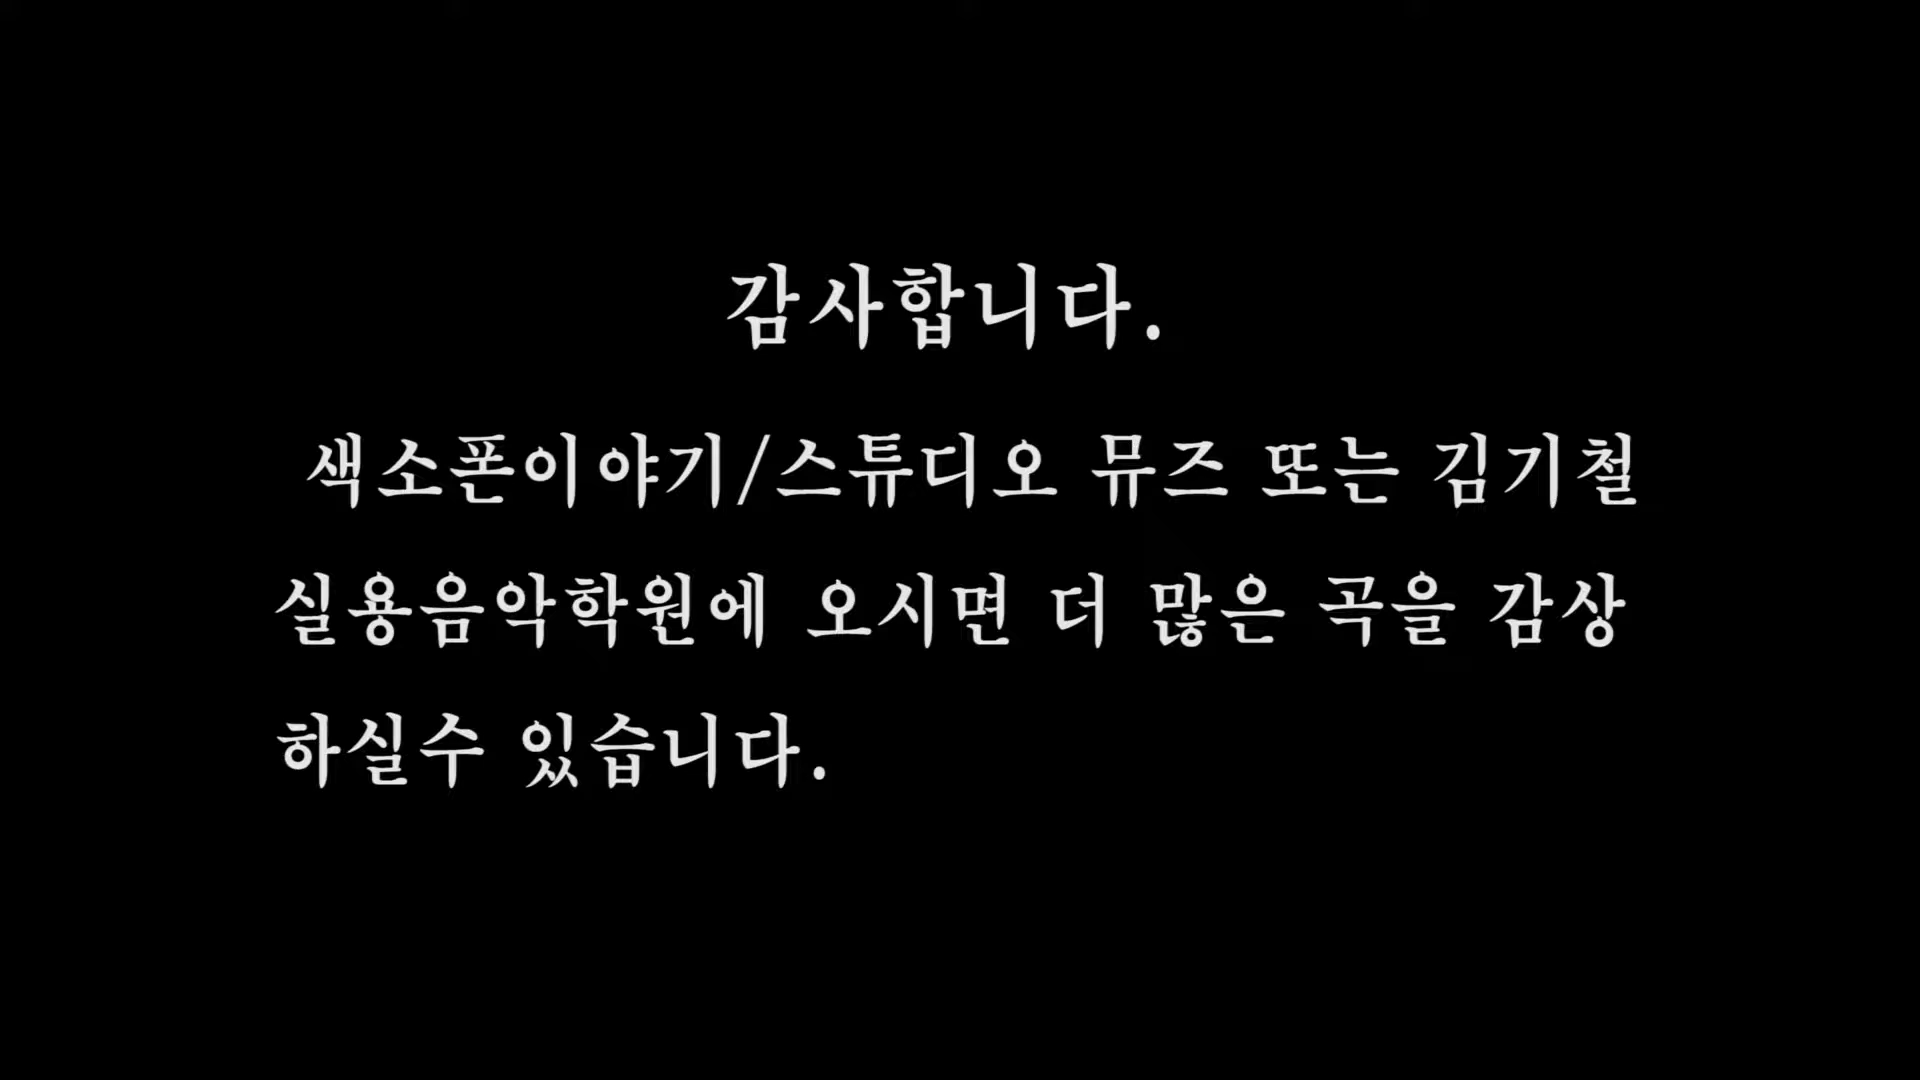 감사합니다.
색소폰이야기/스튜디오 뮤즈 또는 김기철
실용음악학원에 오시면 더 많은 곡을 감상
하실수 있습니다.